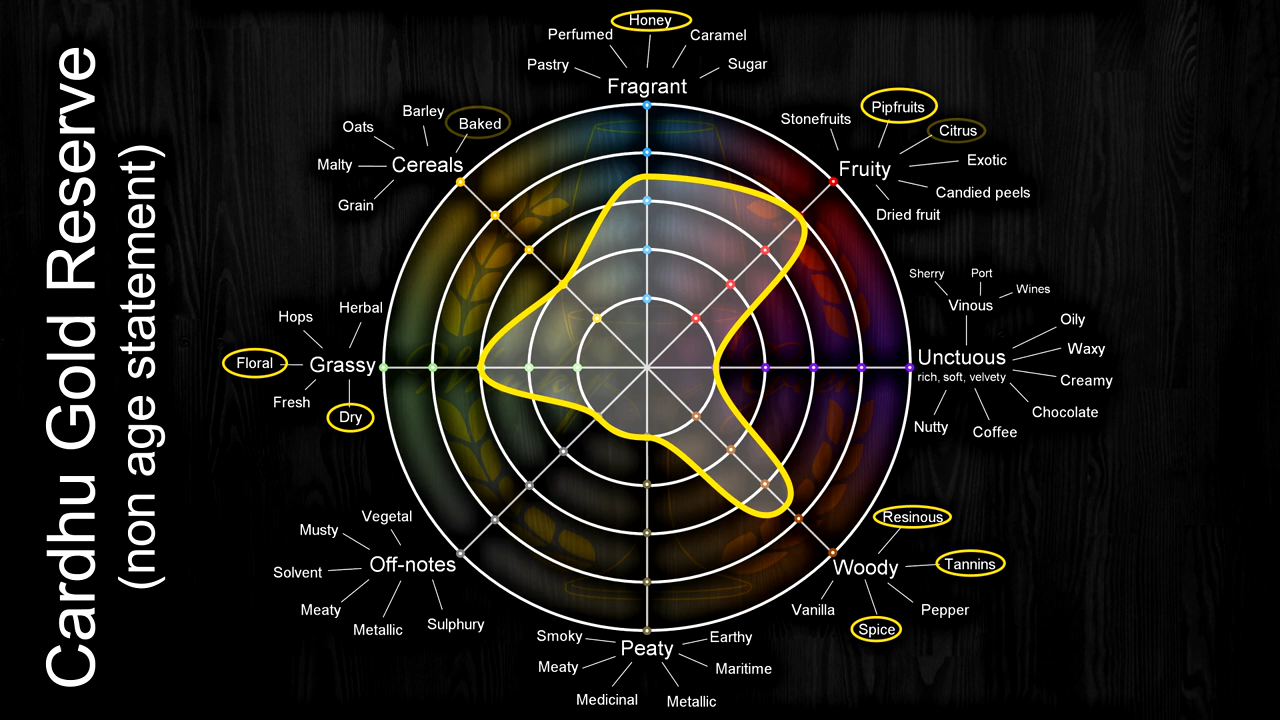 Cardhu Gold Reserve
(non age statement)
Honey
Perfumed
Caramel
Pastry
Sugar
Fragrant
Stonefruits
Pipfruits
Citrus
Fruity
Exotic
Candied peels
Dried fruit
Barley
Baked
Oats
Malty
Cereals
Grain
Sherry
Port
Wines
Vinous
Oily
Waxy
Unctuous
rich, soft, velvety
Creamy
Chocolate
Nutty
Coffee
Herbal
Hops
Floral
Grassy
Fresh
Dry
Resinous
Tannins
Woody
Vanilla
Pepper
Spice
Vegetal
Musty
Off-notes
Solvent
Meaty
Metallic
Sulphury
Smoky
Earthy
Peaty
Meaty
Maritime
Medicinal
Metallic